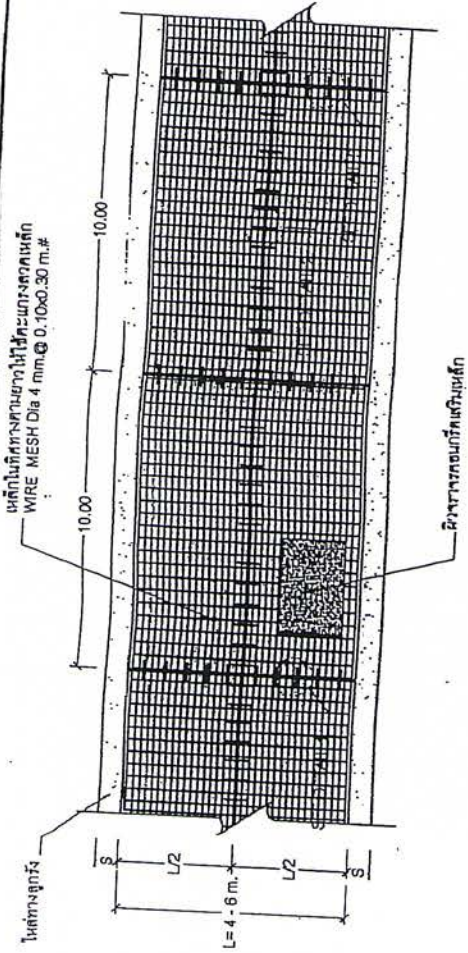 เหล็กในทิศทางตามยาวให้ใช้ตะแกรงลวดเหล็ก
WIRE MESH Dia 4 mm.@ 0.10x0.30 m.#
10.00
10.00
ไหล่ทางลูกรัง
S
L/2
L/2
S
L= 4 - 6 m.
ผิวจราจรคอนกรีตเสริมเหล็ก